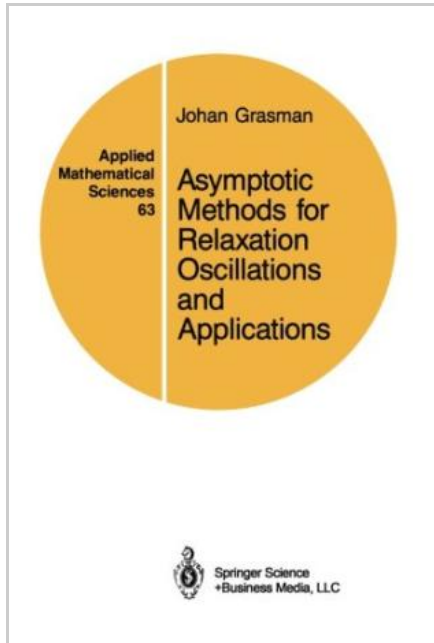 Johan Grasman
Applied
Mathematical
Sciences
63
Asymptotic
Methods for
Relaxation
Oscillations
and
Applications
Springer Science
+Business Media, LLC